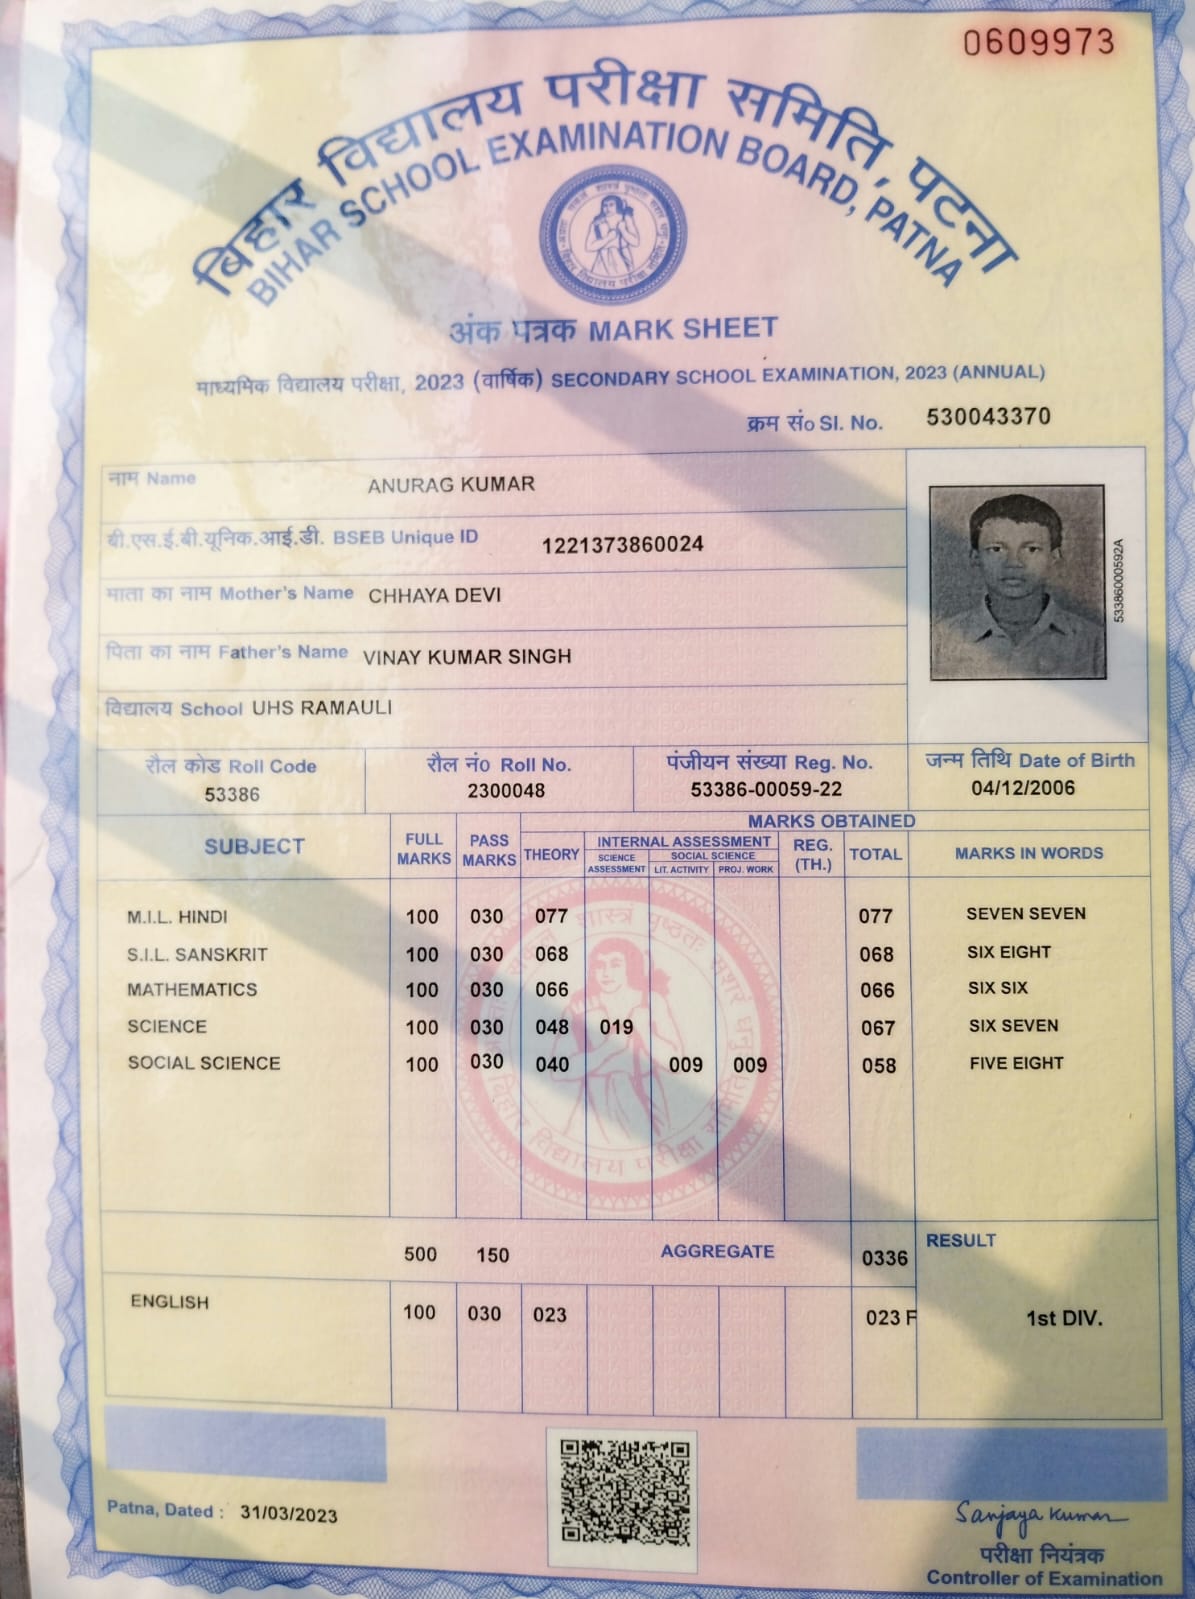 0609973
बिहार विद्यालय परीक्षा समिति, पटना
BIHAR SCHOOL EXAMINATION BOARD, PATNA
अंक पत्रक MARK SHEET
माध्यमिक विद्यालय परीक्षा, 2023 (वार्षिक) SECONDARY SCHOOL EXAMINATION, 2023 (ANNUAL)
क्रम सं० Sl. No. 530043370
नाम Name ANURAG KUMAR
बी.एस.ई.बी.यूनिक.आई.डी. BSEB Unique ID 1221373860024
माता का नाम Mother's Name CHHAYA DEVI
पिता का नाम Father's Name VINAY KUMAR SINGH
विद्यालय School UHS RAMAULI
533860000592A
रौल कोड Roll Code रौल नं० Roll No. पंजीयन संख्या Reg. No. जन्म तिथि Date of Birth
53386 2300048 53386-00059-22 04/12/2006
SUBJECT FULL MARKS PASS MARKS MARKS OBTAINED
THEORY INTERNAL ASSESSMENT REG. (TH.) TOTAL MARKS IN WORDS
SCIENCE ASSESSMENT SOCIAL SCIENCE
LIT. ACTIVITY PROJ. WORK
M.I.L. HINDI 100 030 077 077 SEVEN SEVEN
S.I.L. SANSKRIT 100 030 068 068 SIX EIGHT
MATHEMATICS 100 030 066 066 SIX SIX
SCIENCE 100 030 048 019 067 SIX SEVEN
SOCIAL SCIENCE 100 030 040 009 009 058 FIVE EIGHT
500 150 AGGREGATE 0336 RESULT
ENGLISH 100 030 023 023 F 1st DIV.
Patna, Dated : 31/03/2023
Sanjaya Kumar
परीक्षा नियंत्रक
Controller of Examination